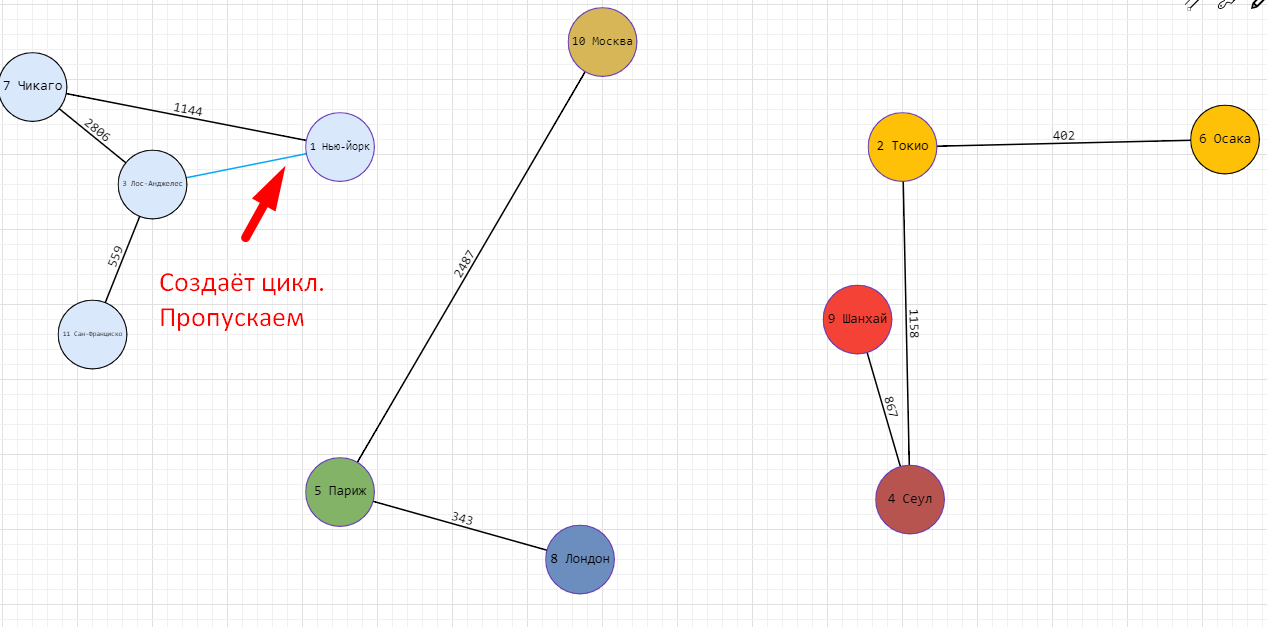 10 Москва
7 Чикаго
1144
2806
1 Нью-Йорк
3 Лос-Анджелес
559
11 Сан-Франциско
Создаёт цикл.
Пропускаем
2487
5 Париж
343
8 Лондон
2 Токио
402
6 Осака
1158
9 Шанхай
867
4 Сеул